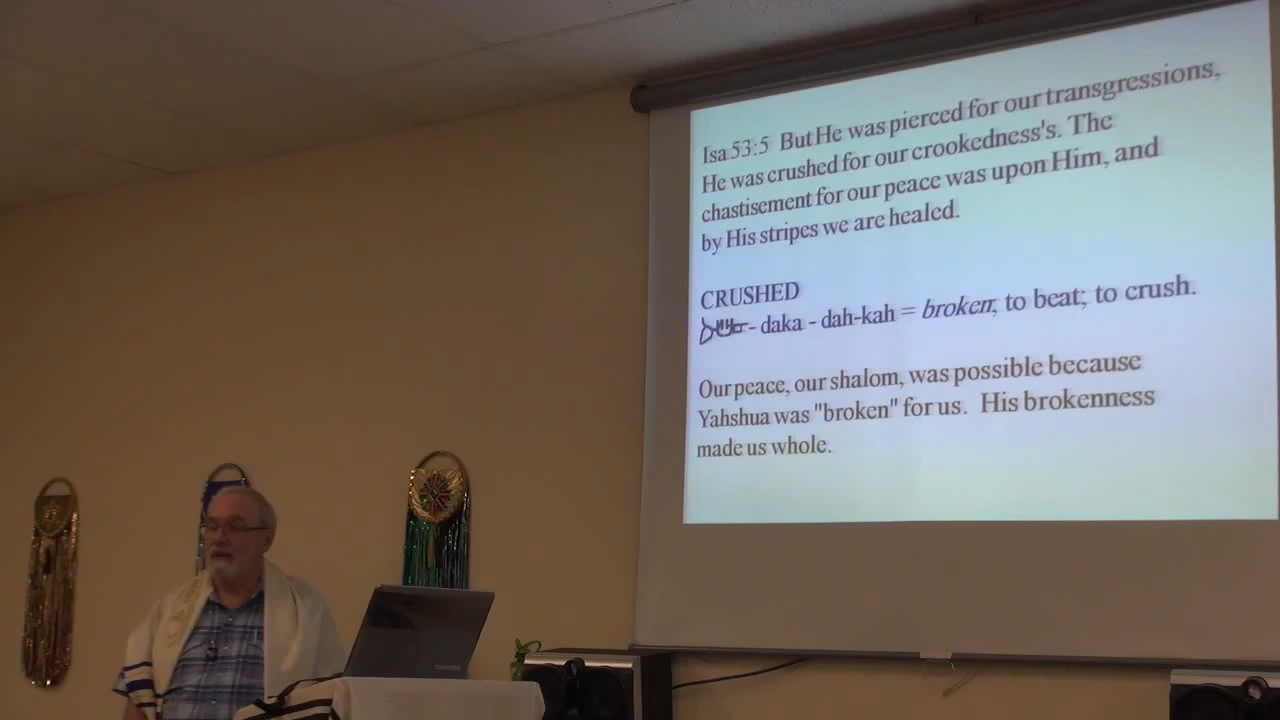 Isa 53:5 But He was pierced for our transgressions,
He was crushed for our crookedness's. The
chastisement for our peace was upon Him, and
by His stripes we are healed.
CRUSHED
- daka - dah-kah = broken; to beat; to crush.
Our peace, our shalom, was possible because
Yahshua was "broken" for us. His brokenness
made us whole.